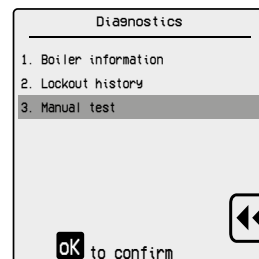 Diagnostics
1. Boiler information
2. Lockout history
3. Manual test
OK to confirm